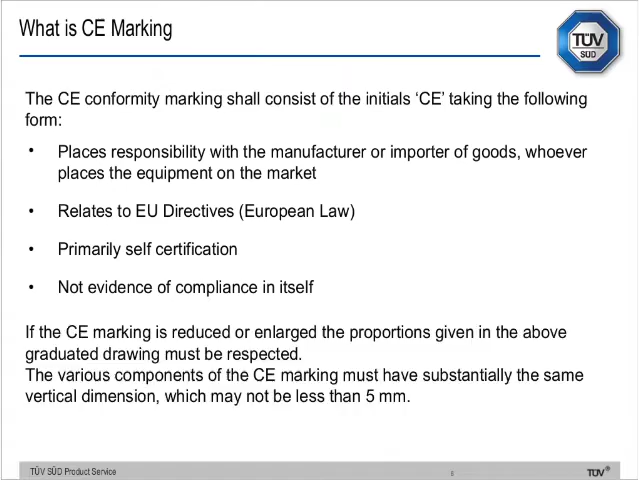 What is CE Marking
TÜV
SÜD
The CE conformity marking shall consist of the initials ‘CE’ taking the following
form:
• Places responsibility with the manufacturer or importer of goods, whoever
places the equipment on the market
• Relates to EU Directives (European Law)
• Primarily self certification
• Not evidence of compliance in itself
If the CE marking is reduced or enlarged the proportions given in the above
graduated drawing must be respected.
The various components of the CE marking must have substantially the same
vertical dimension, which may not be less than 5 mm.
TÜV SÜD Product Service
TÜV®